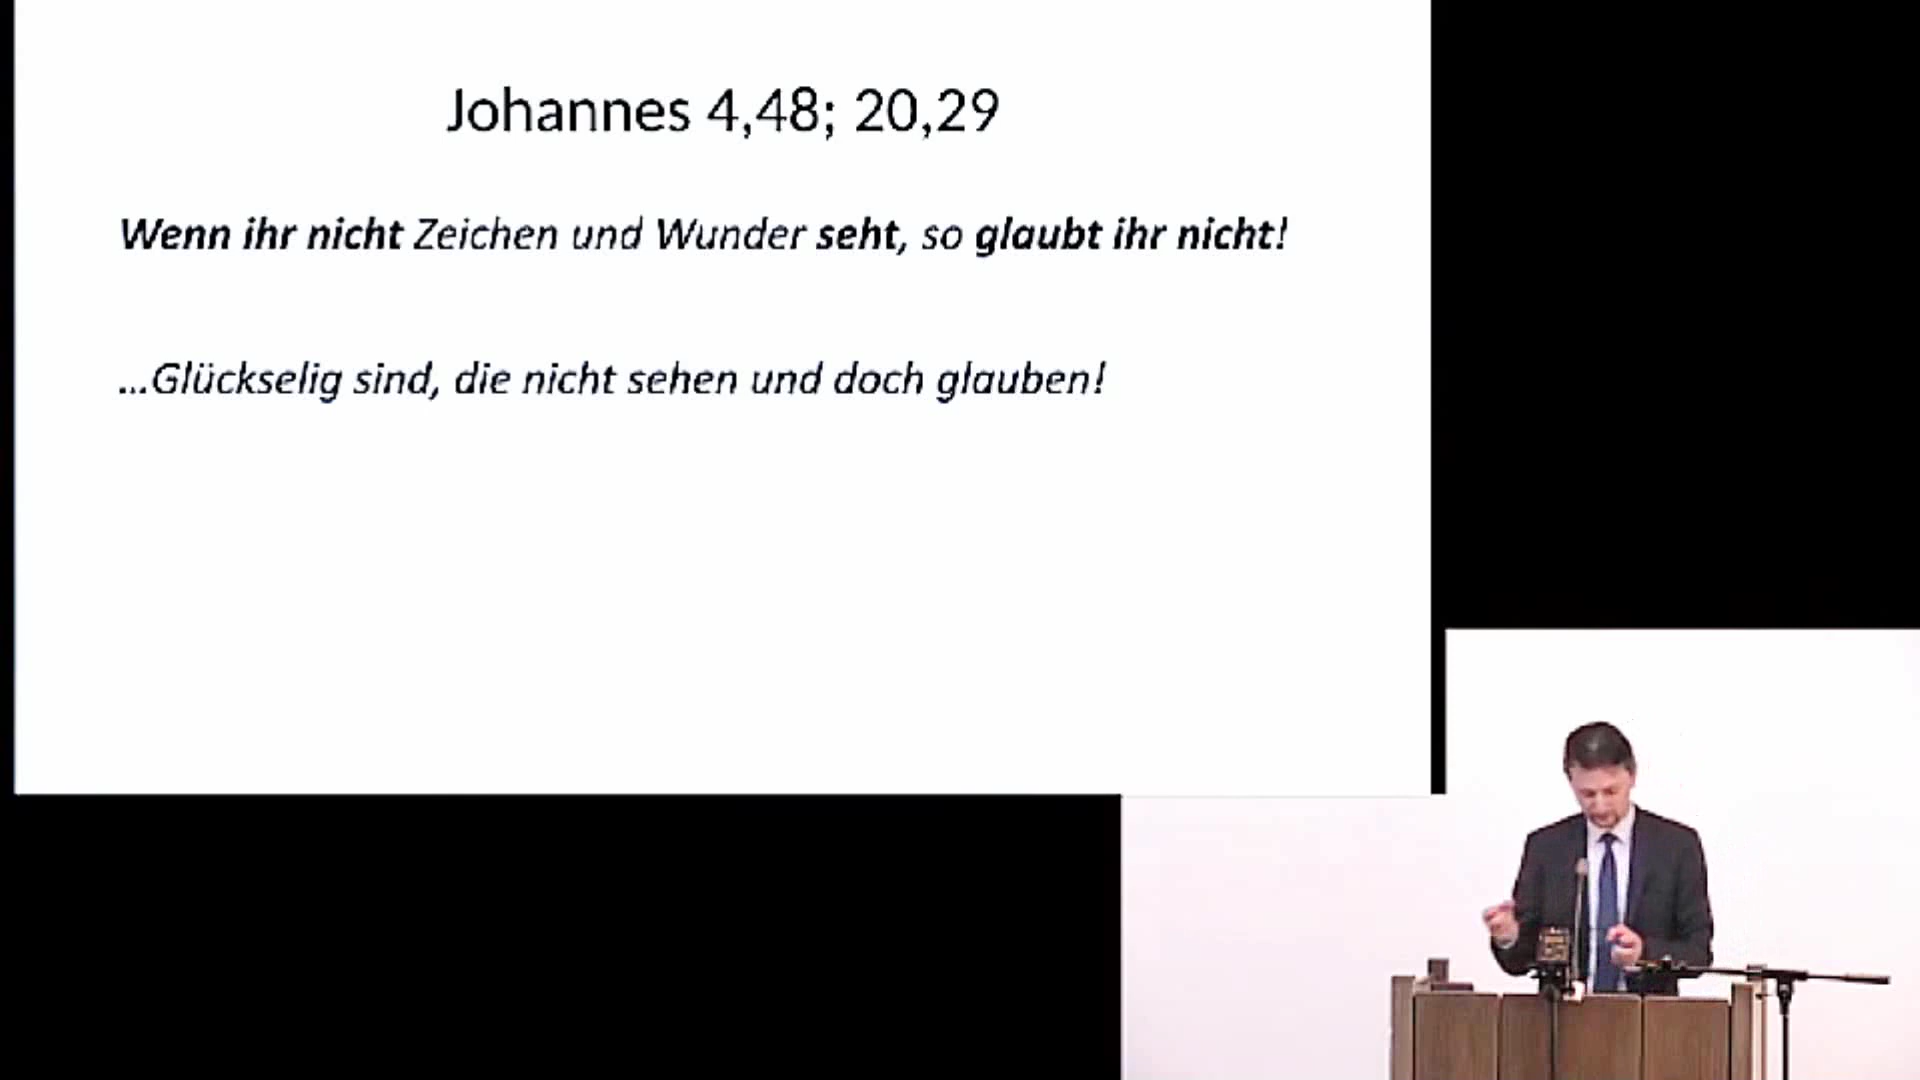 Johannes 4,48; 20,29
Wenn ihr nicht Zeichen und Wunder seht, so glaubt ihr nicht!
...Glückselig sind, die nicht sehen und doch glauben!